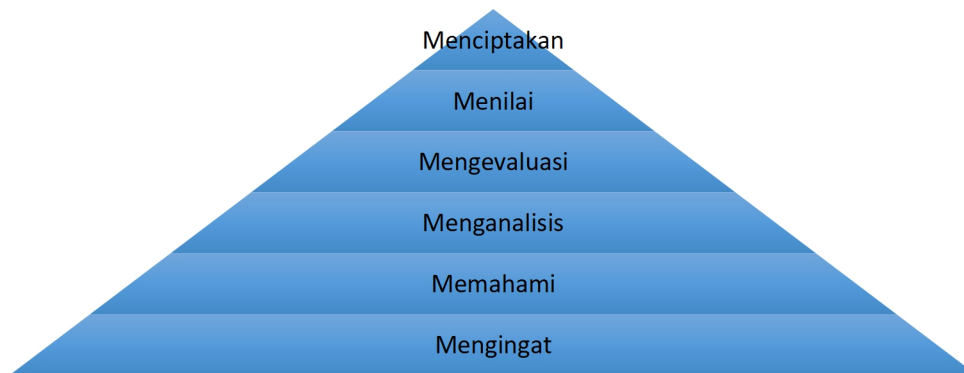 Menciptakan
Menilai
Mengevaluasi
Menganalisis
Memahami
Mengingat